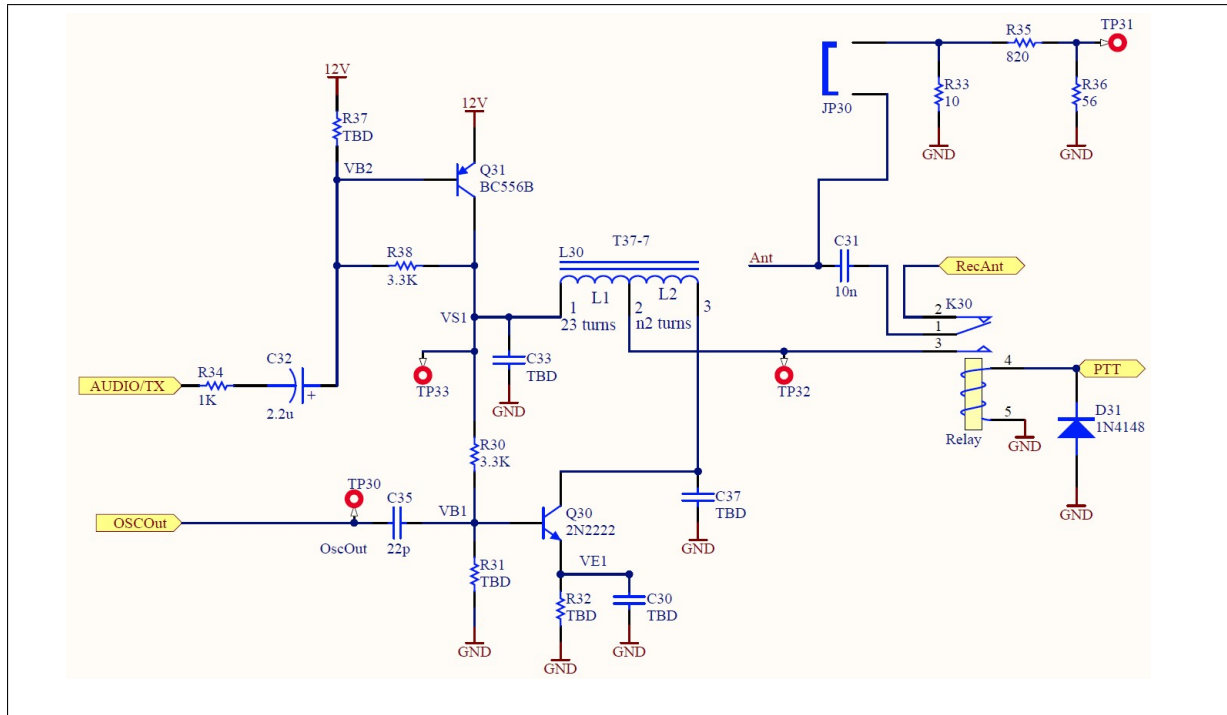 R35
820
TP31
12V
R37
TBD
12V
R33
10
R36
56
JP30
GND
GND
VB2
Q31
BC556B
R38
3.3K
L30
T37-7
L1
L2
1
2
3
23 turns
n2 turns
Ant
C31
10n
RecAnt
K30
2
1
3
VS1
C33
TBD
TP33
TP32
GND
C32
2.2u
+
AUDIO/TX
R34
1K
4
PTT
5
Relay
GND
D31
1N4148
GND
R30
3.3K
TP30
OSCOut
OscOut
C35
22p
VB1
Q30
2N2222
C37
TBD
GND
R31
TBD
VE1
R32
TBD
C30
TBD
GND
GND
GND